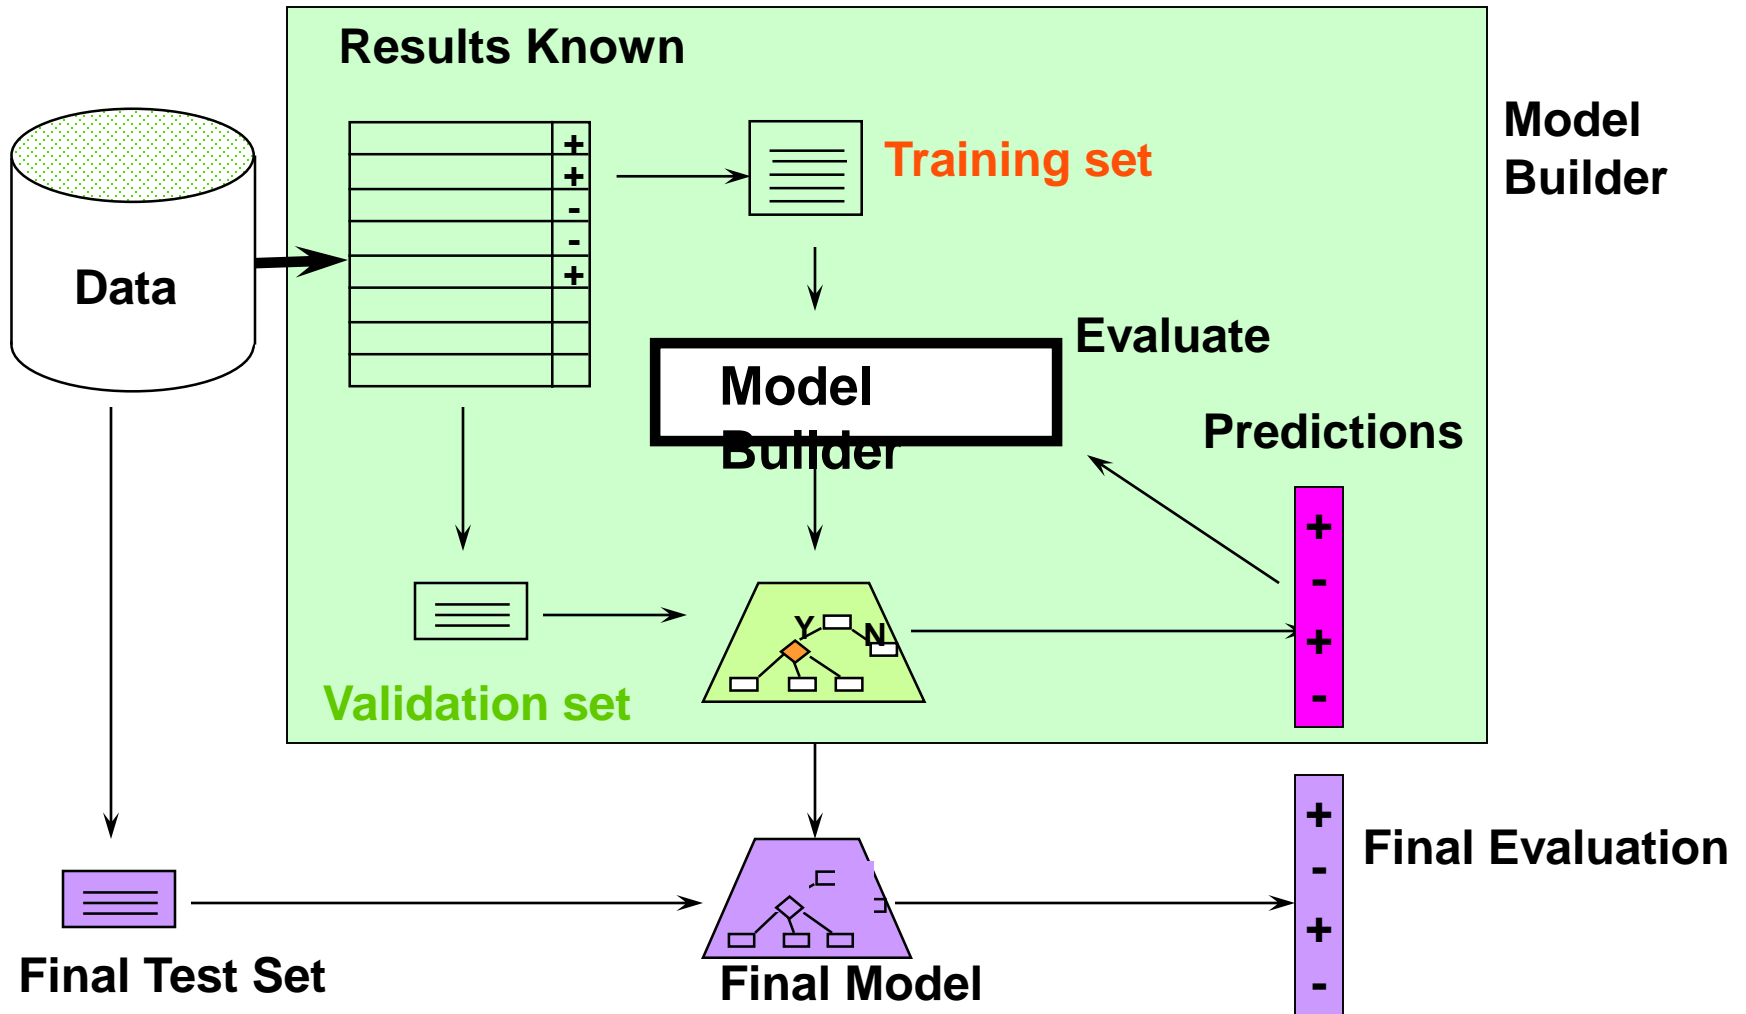 Results Known
Model
Builder
+
+
-
-
+
Training set
Data
Evaluate
Model
Builder
Predictions
+
-
+
-
Y
N
Validation set
+
-
+
-
Final Evaluation
Final Test Set
Final Model